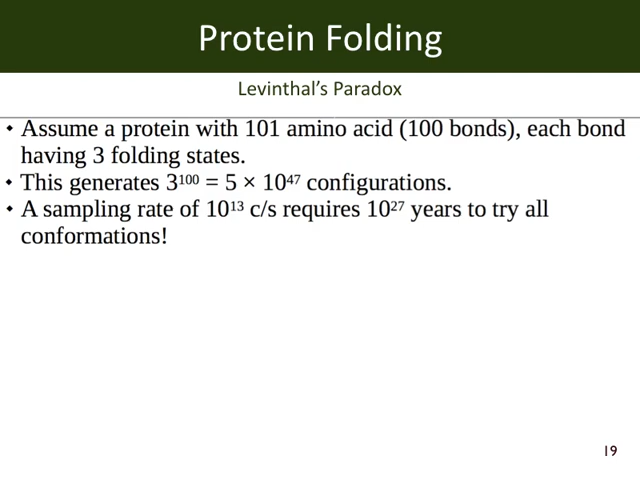 Protein Folding
Levinthal's Paradox
• Assume a protein with 101 amino acid (100 bonds), each bond
having 3 folding states.
• This generates 3¹⁰⁰ = 5 × 10⁴⁷ configurations.
• A sampling rate of 10¹³ c/s requires 10²⁷ years to try all
conformations!
19